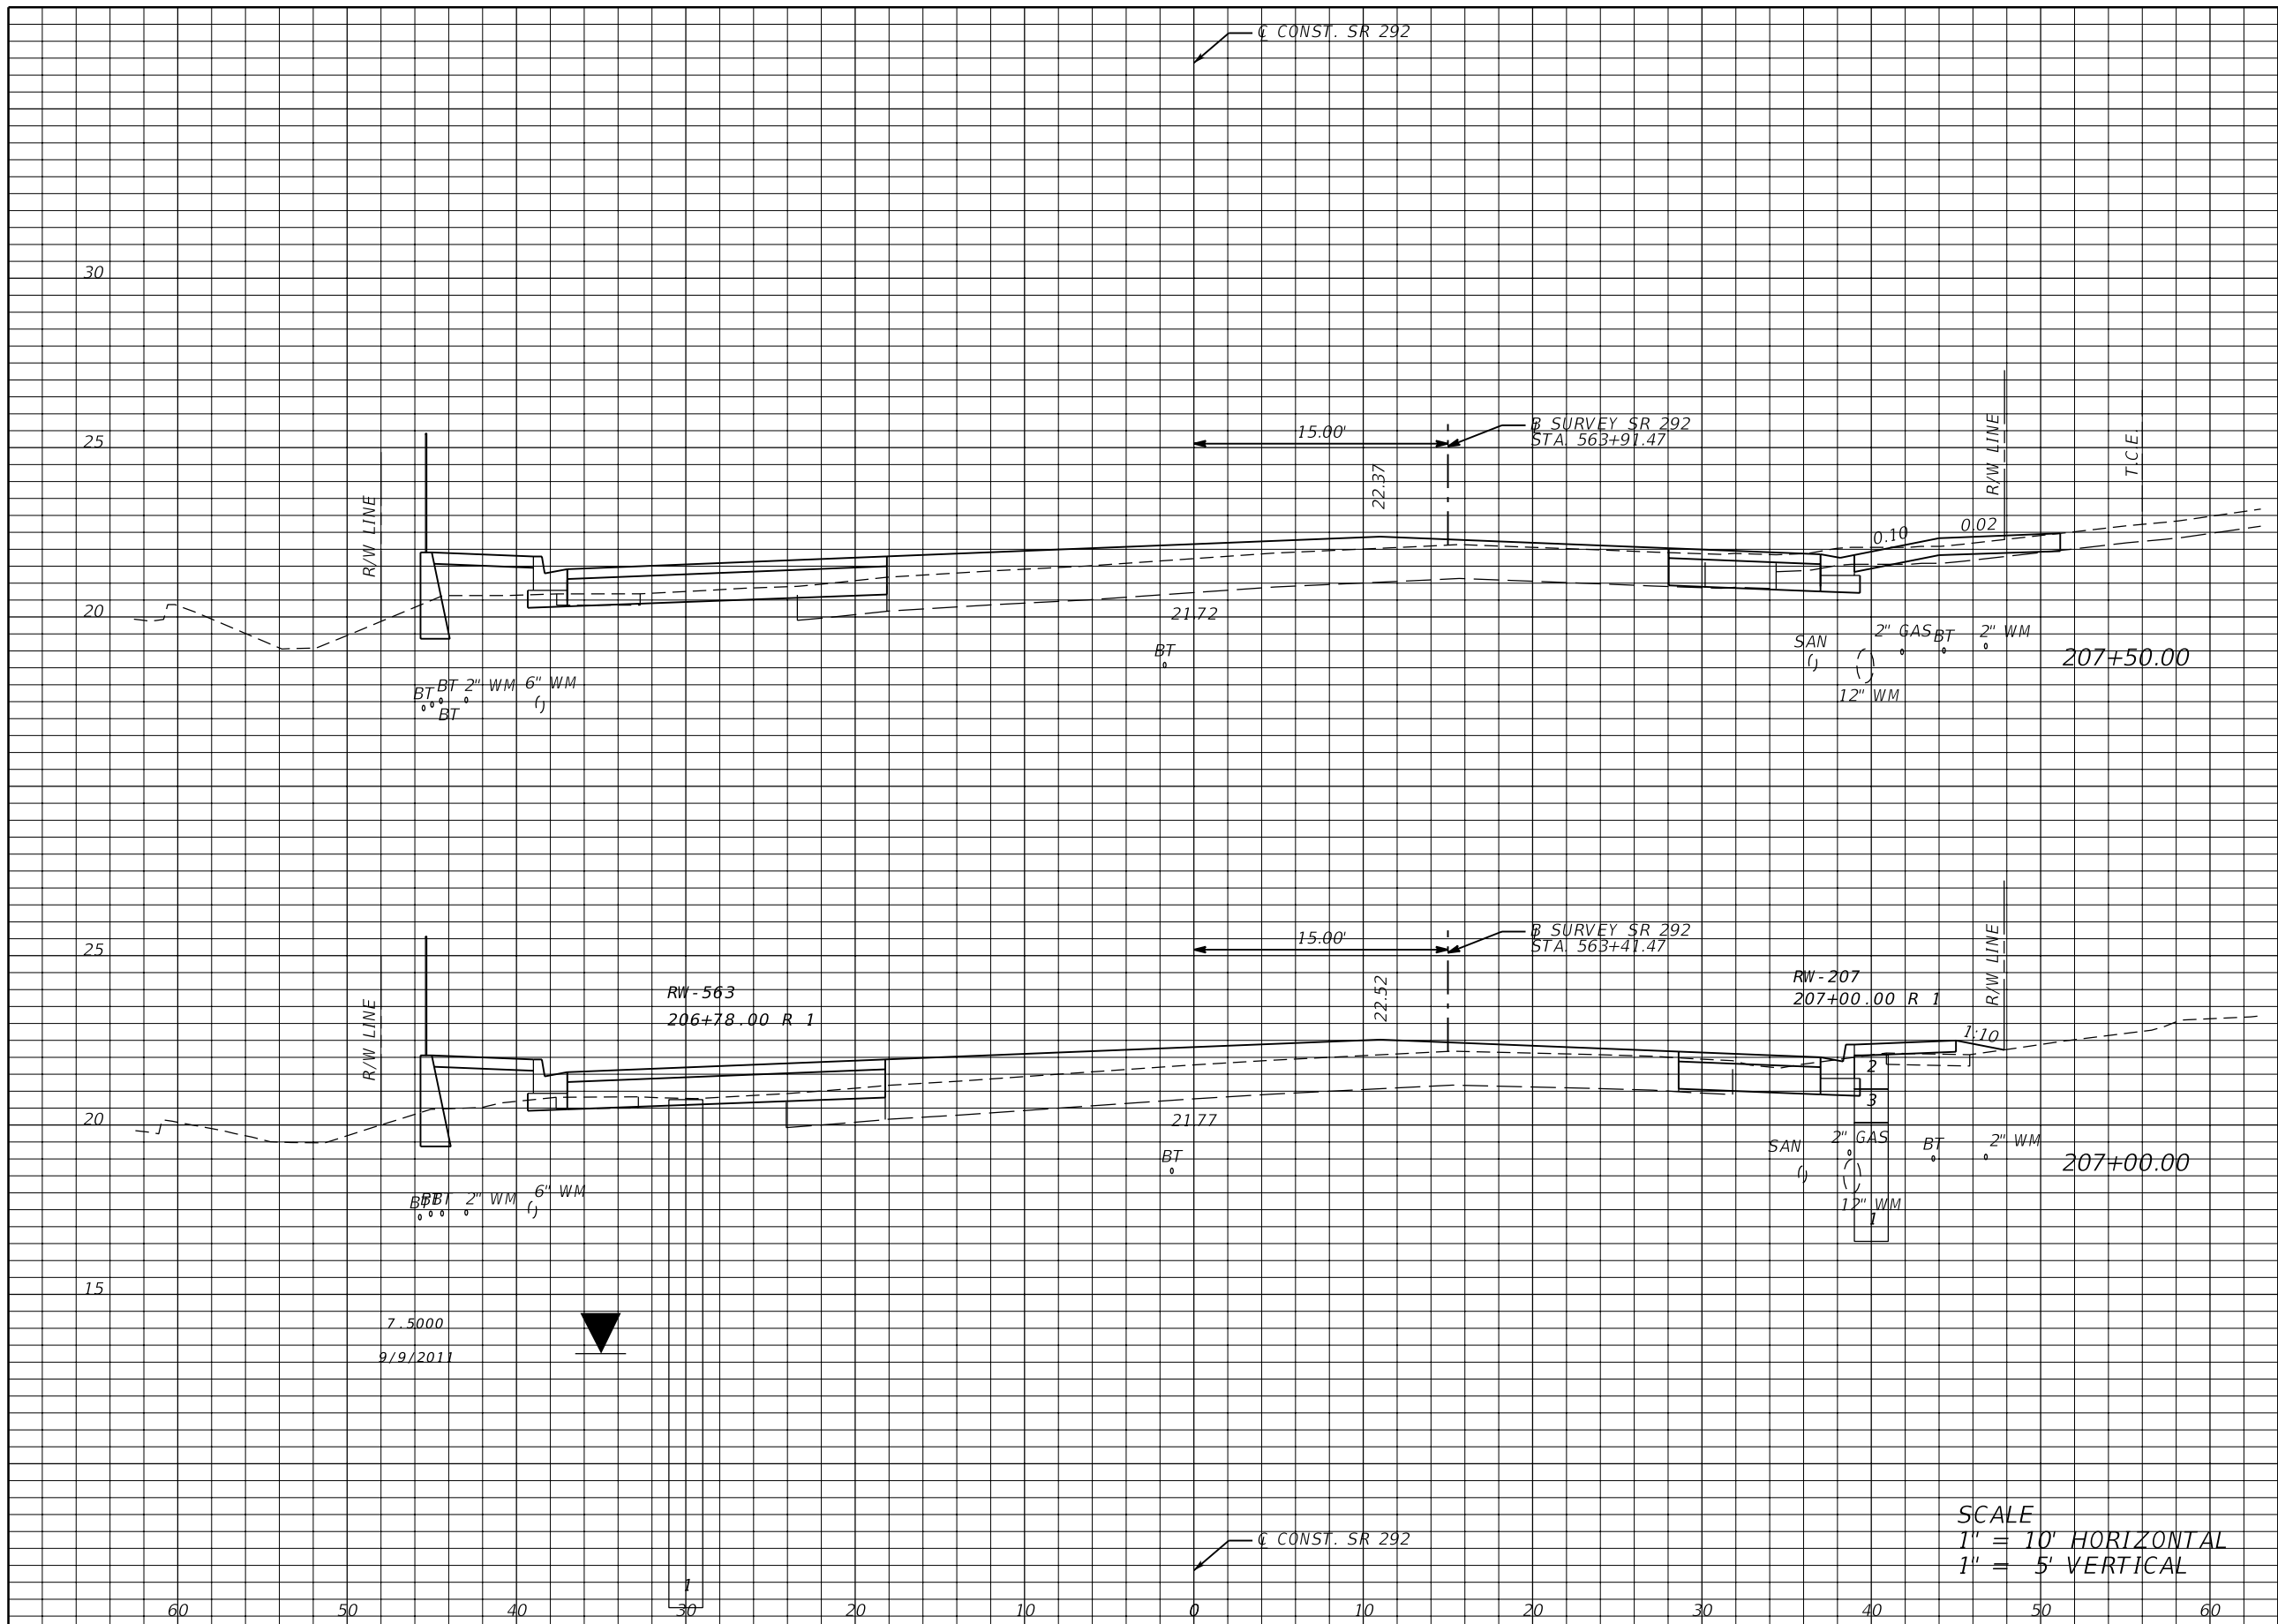 ℄ CONST. SR 292
30
25
15.00'
B SURVEY SR 292
STA. 563+91.47
22.37
R/W LINE
R/W LINE
T.C.E.
0.10
0.02
20
21.72
BT
SAN
2" GAS
BT
2" WM
12" WM
207+50.00
BT
BT
2" WM
6" WM
BT
25
15.00'
B SURVEY SR 292
STA. 563+41.47
22.52
R/W LINE
RW-563
206+78.00 R 1
RW-207
207+00.00 R 1
R/W LINE
1:10
2
3
20
21.77
BT
SAN
2" GAS
BT
2" WM
12" WM
1
207+00.00
BT
BT
BT
2" WM
6" WM
15
7.5000
9/9/2011
℄ CONST. SR 292
SCALE
1" = 10' HORIZONTAL
1" = 5' VERTICAL
1
60 50 40 30 20 10 0 10 20 30 40 50 60